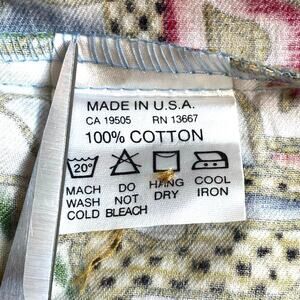 MADE IN U.S.A.
CA 19505 RN 13667
100% COTTON
20°
MACH DO HANG COOL
WASH NOT DRY IRON
COLD BLEACH